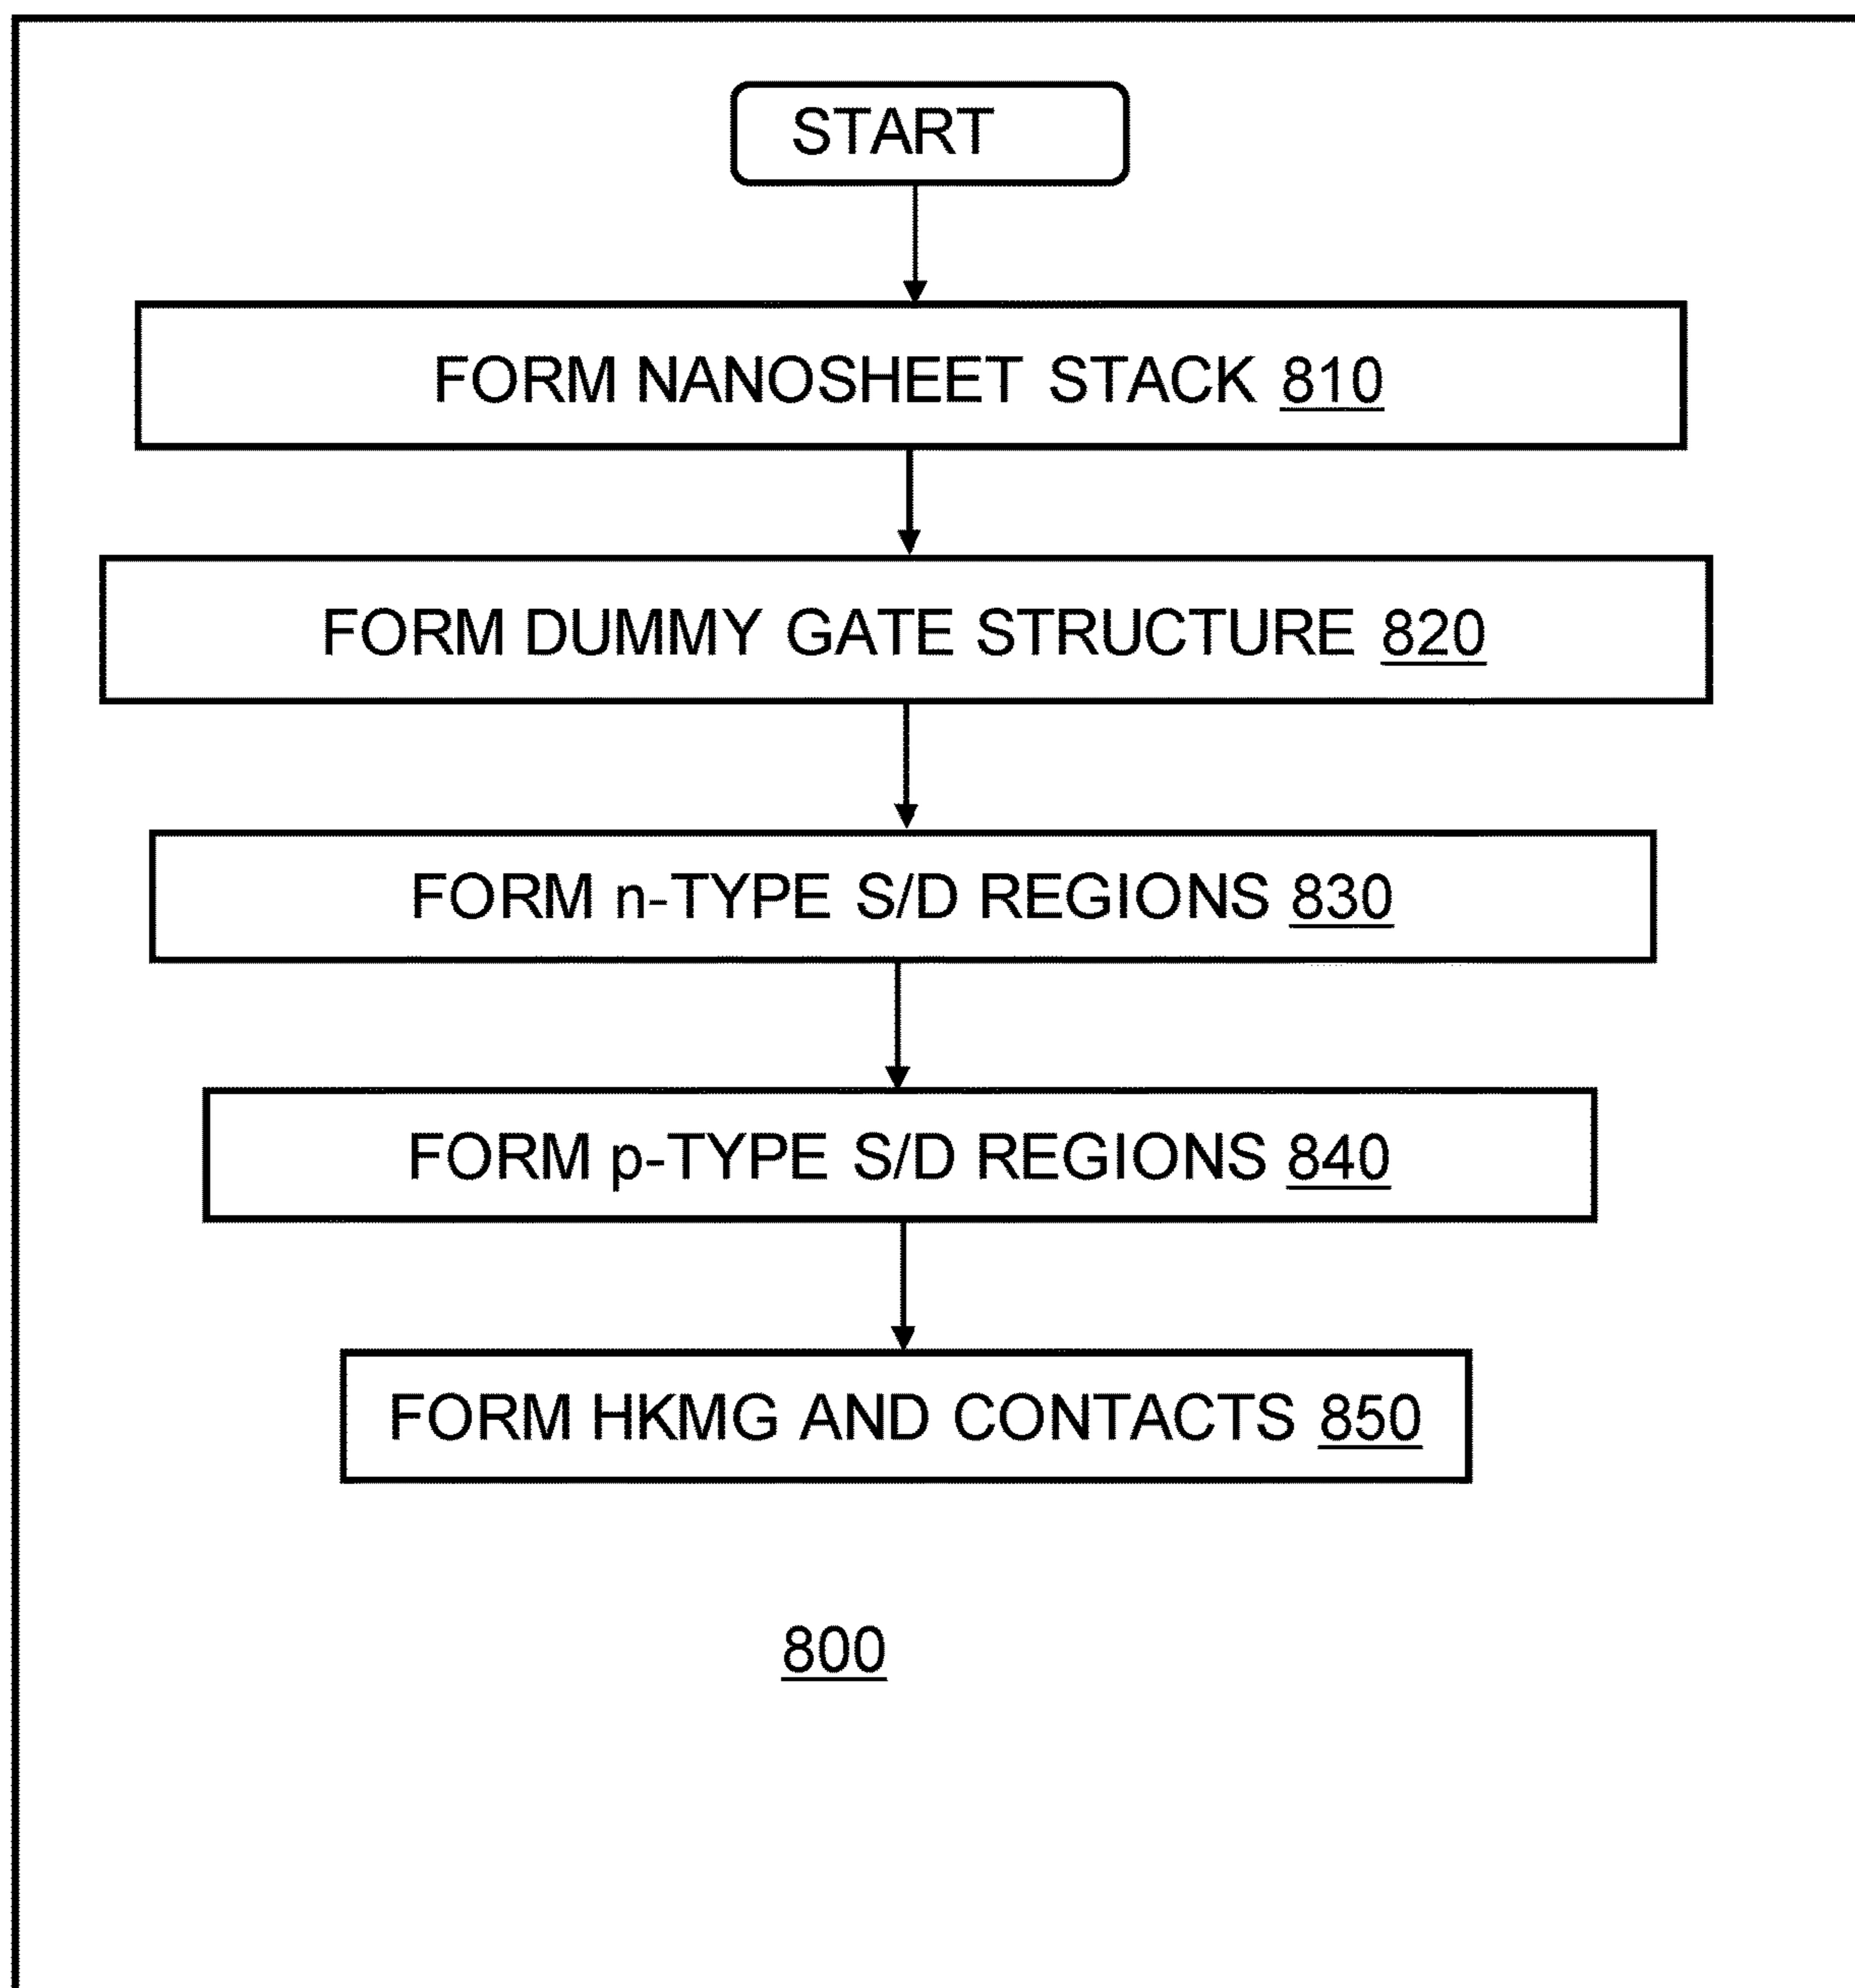 START
FORM NANOSHEET STACK 810
FORM DUMMY GATE STRUCTURE 820
FORM n-TYPE S/D REGIONS 830
FORM p-TYPE S/D REGIONS 840
FORM HKMG AND CONTACTS 850
800